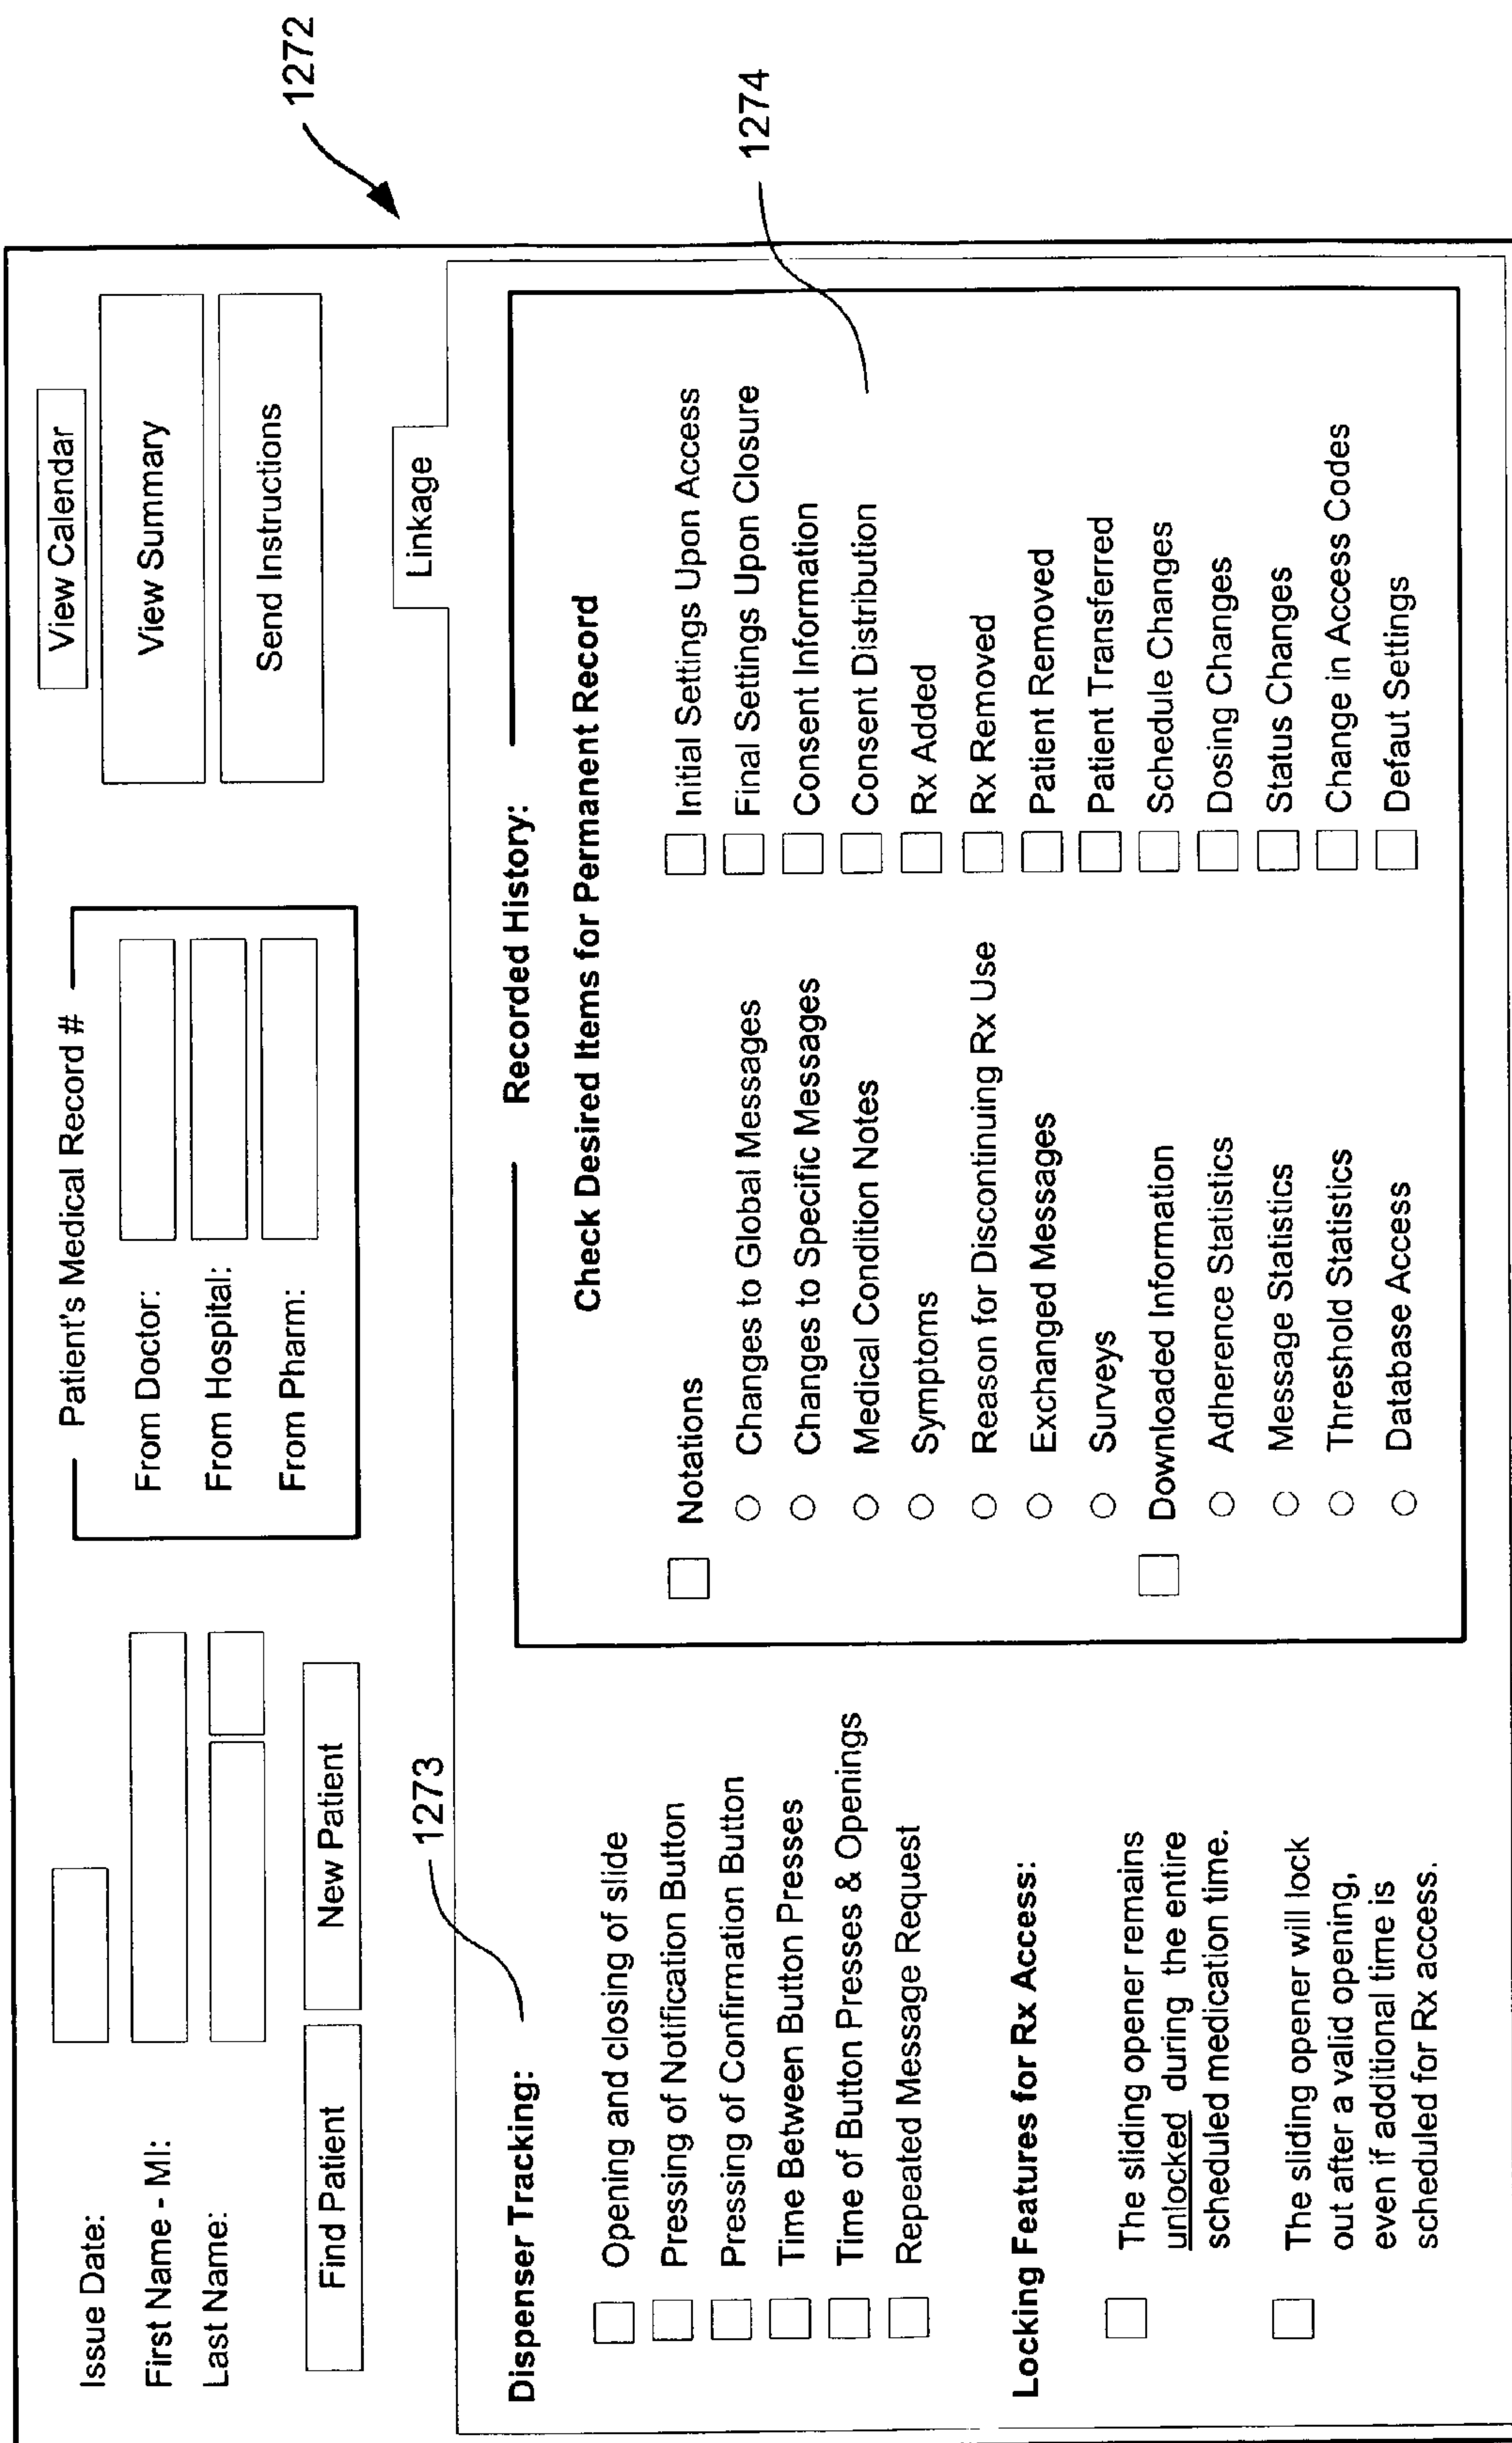 Issue Date:
First Name - MI:
Last Name:
Find Patient
New Patient
Patient's Medical Record #
From Doctor:
From Hospital:
From Pharm:
View Calendar
View Summary
Send Instructions
Linkage
1272
1273
Dispenser Tracking:
Opening and closing of slide
Pressing of Notification Button
Pressing of Confirmation Button
Time Between Button Presses
Time of Button Presses & Openings
Repeated Message Request
Locking Features for Rx Access:
The sliding opener remains
unlocked during the entire
scheduled medication time.
The sliding opener will lock
out after a valid opening,
even if additional time is
scheduled for Rx access.
Recorded History:
Check Desired Items for Permanent Record
Notations
Changes to Global Messages
Changes to Specific Messages
Medical Condition Notes
Symptoms
Reason for Discontinuing Rx Use
Exchanged Messages
Surveys
Downloaded Information
Adherence Statistics
Message Statistics
Threshold Statistics
Database Access
Initial Settings Upon Access
Final Settings Upon Closure
Consent Information
Consent Distribution
Rx Added
Rx Removed
Patient Removed
Patient Transferred
Schedule Changes
Dosing Changes
Status Changes
Change in Access Codes
Defaut Settings
1274